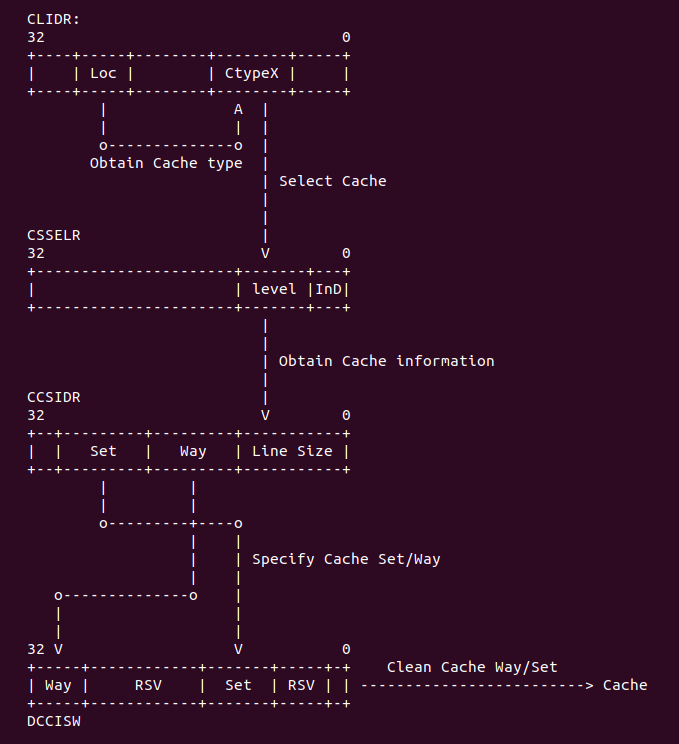 CLIDR:
32 0
| | Loc | | CtypeX | |
A
Obtain Cache type
Select Cache
CSSELR
32 V 0
| | level |InD|
Obtain Cache information
CCSIDR
32 V 0
| | Set | Way | Line Size |
o---------+----o
Specify Cache Set/Way
o--------------o
32 V V 0
Clean Cache Way/Set
| Way | RSV | Set | RSV | | -------------------------> Cache
DCCISW